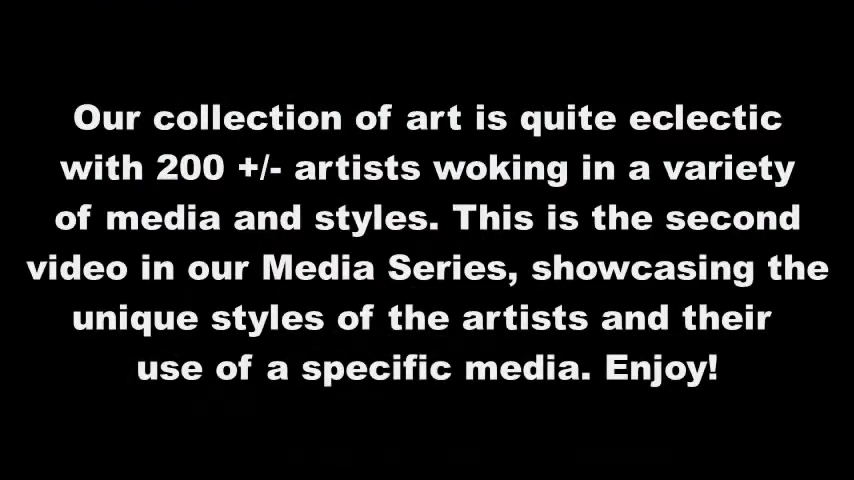 Our collection of art is quite eclectic
with 200 +/- artists woking in a variety
of media and styles. This is the second
video in our Media Series, showcasing the
unique styles of the artists and their
use of a specific media. Enjoy!